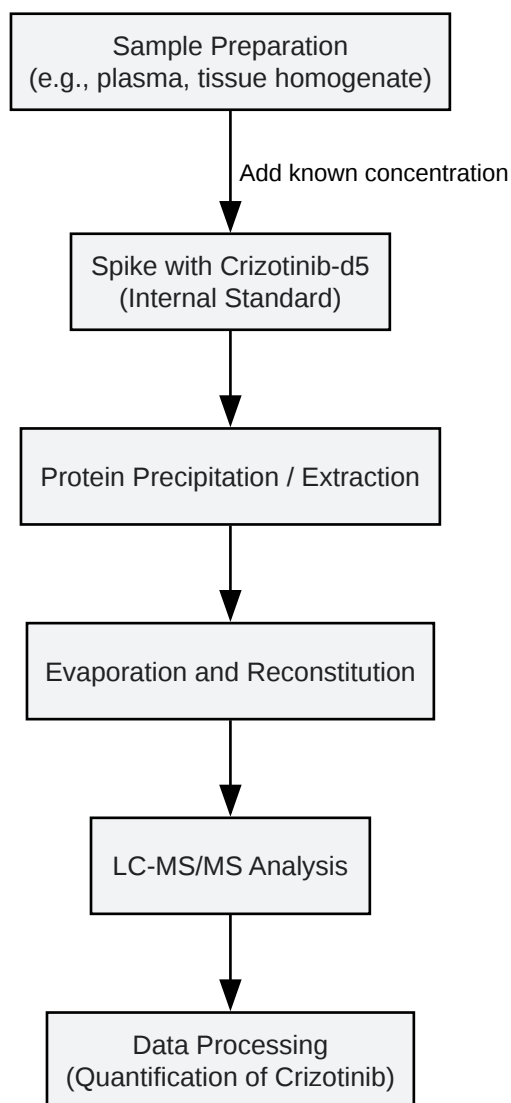 Sample Preparation
(e.g., plasma, tissue homogenate)
Add known concentration
Spike with Crizotinib-d5
(Internal Standard)
Protein Precipitation / Extraction
Evaporation and Reconstitution
LC-MS/MS Analysis
Data Processing
(Quantification of Crizotinib)